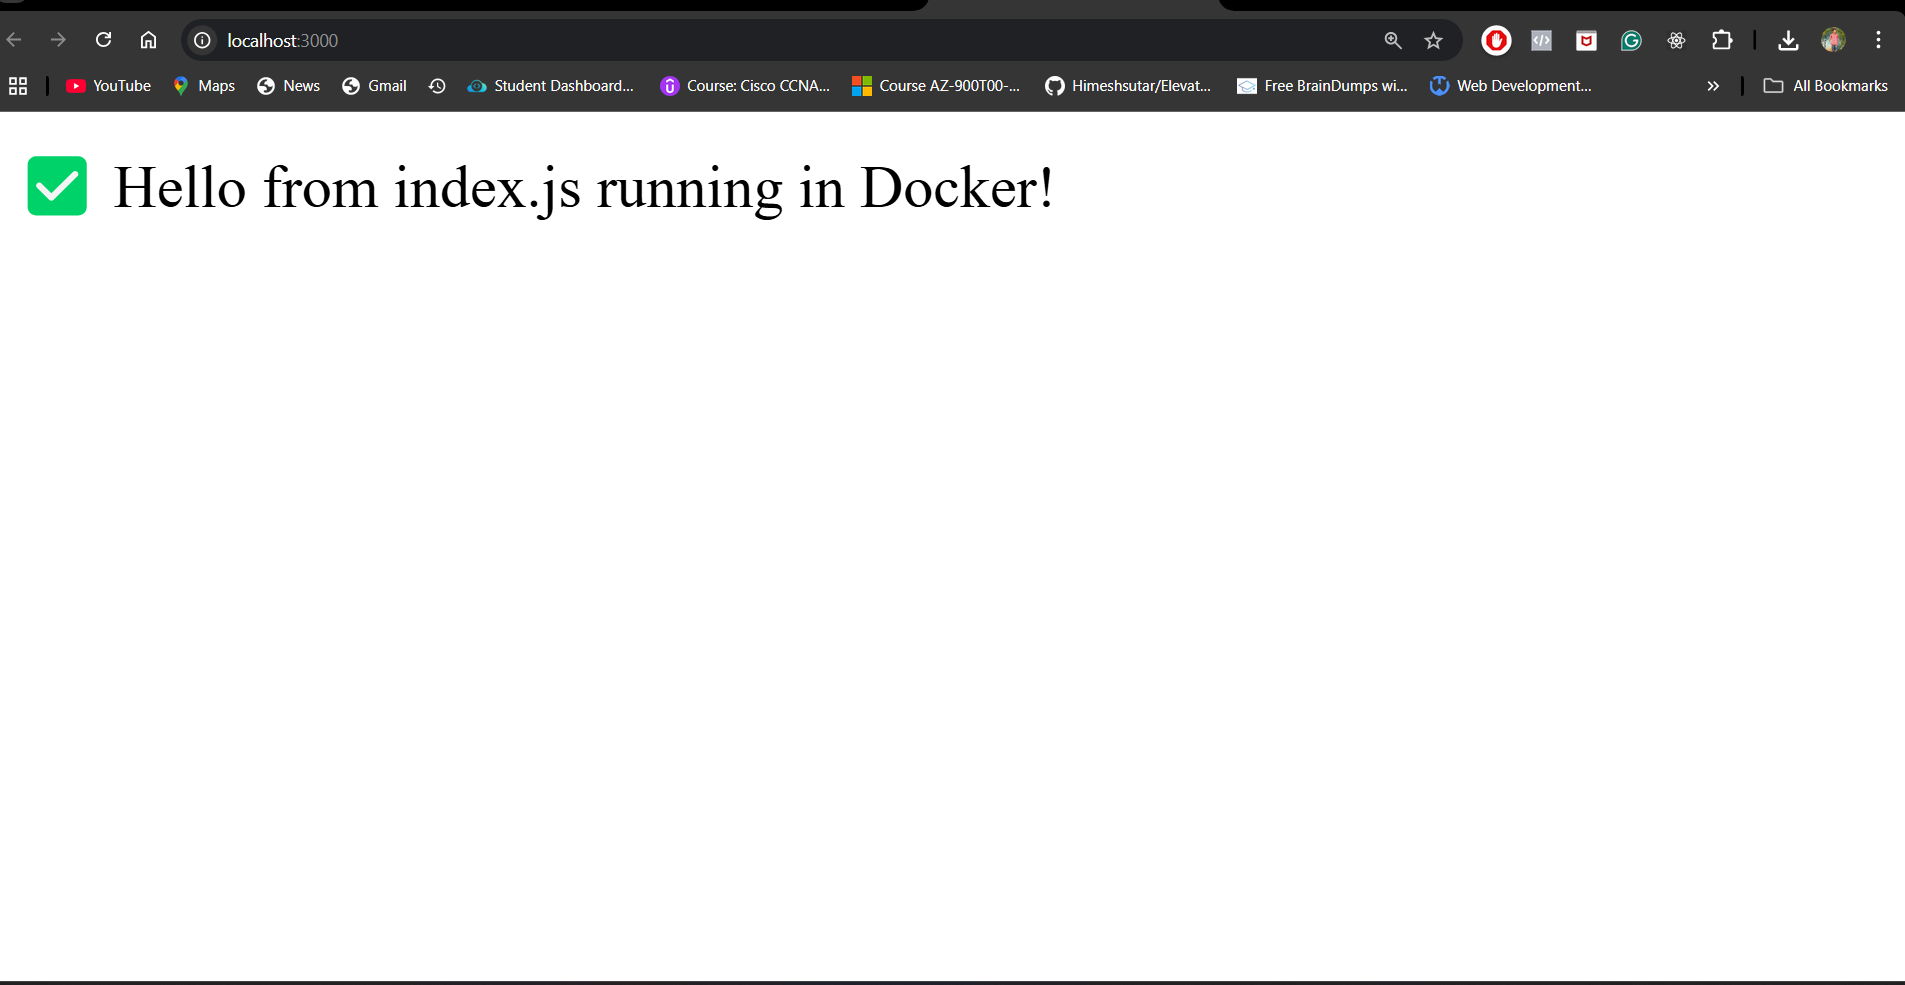 localhost:3000
YouTube Maps News Gmail Student Dashboard... Course: Cisco CCNA... Course AZ-900T00-... Himeshsutar/Elevat... Free BrainDumps wi... Web Development... » All Bookmarks
✅ Hello from index.js running in Docker!